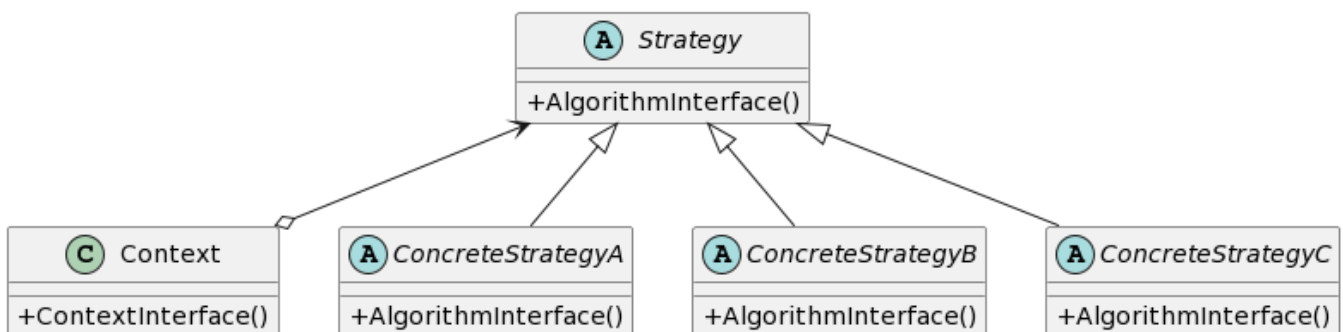 A Strategy
+AlgorithmInterface()
C Context
A ConcreteStrategyA
A ConcreteStrategyB
A ConcreteStrategyC
+ContextInterface()
+AlgorithmInterface()
+AlgorithmInterface()
+AlgorithmInterface()